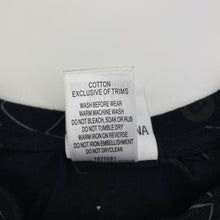 COTTON
EXCLUSIVE OF TRIMS
WASH BEFORE WEAR
WARM MACHINE WASH
DO NOT BLEACH, SOAK OR RUB
DO NOT TUMBLE DRY
WARM IRON ON REVERSE
DO NOT IRON EMBELLISHMENT
DO NOT DRYCLEAN
NA